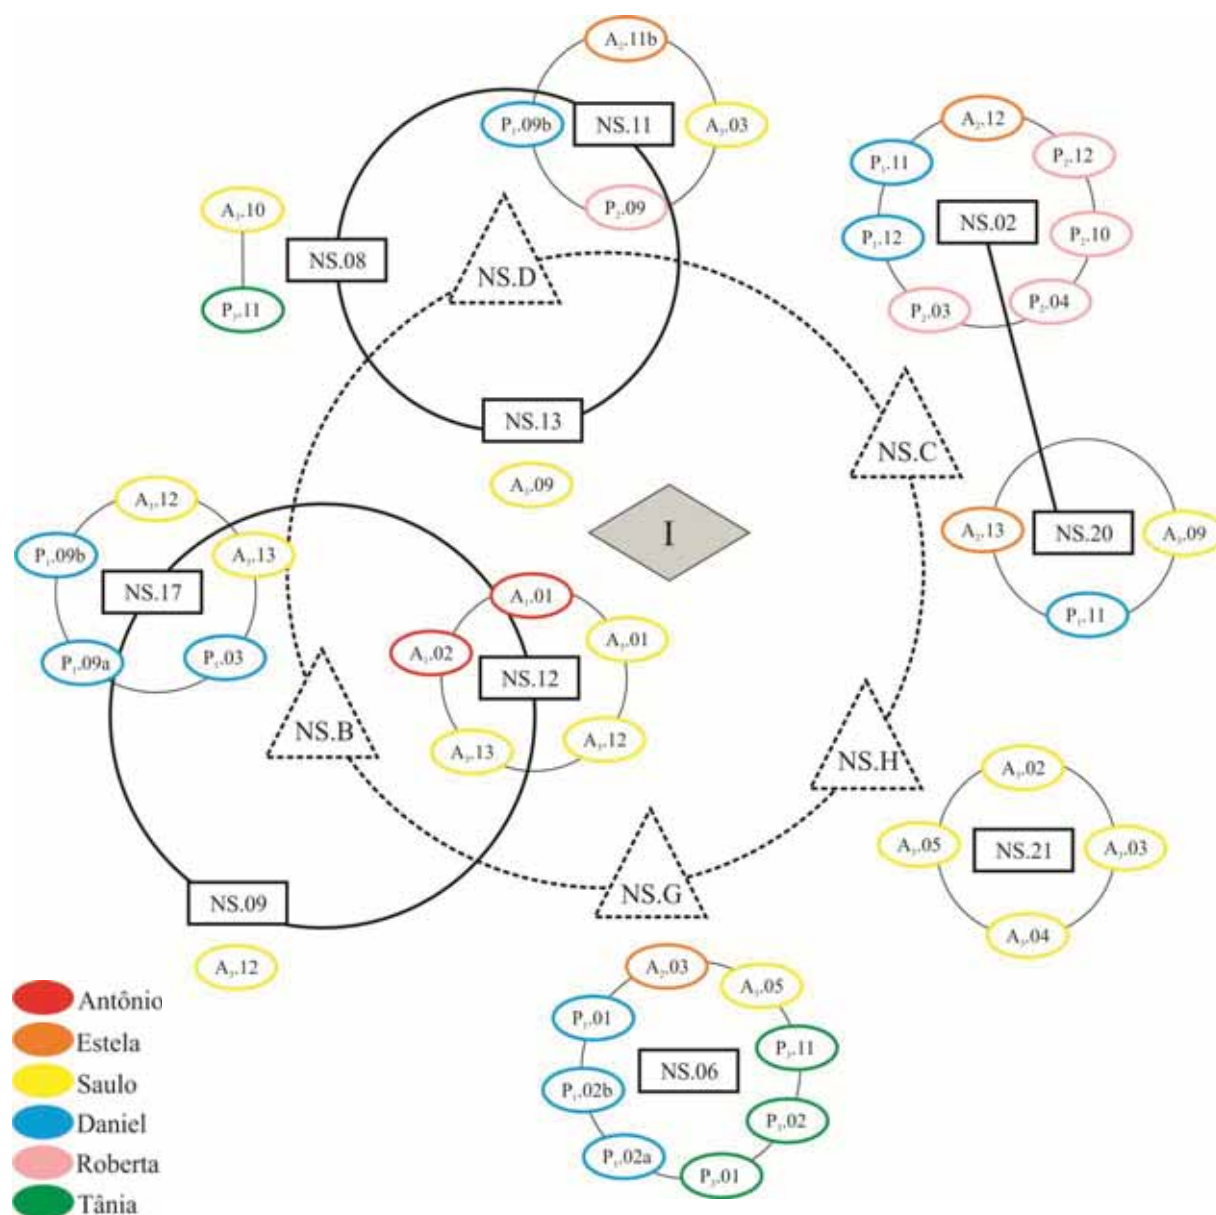 A₂.11b
P₁.09b
NS.11
A₃.03
P₂.09
A₂.12
P₁.11
P₂.12
NS.02
P₁.12
P₂.10
P₂.03
P₂.04
A₃.10
NS.08
P₃.11
NS.D
NS.13
A₃.09
NS.C
I
A₂.13
NS.20
A₃.09
P₁.11
A₃.12
P₁.09b
A₃.13
NS.17
P₁.09a
P₁.03
A₁.01
A₁.02
A₃.01
NS.12
A₃.13
A₃.12
NS.B
NS.H
NS.G
A₃.02
A₃.05
NS.21
A₃.03
A₃.04
NS.09
A₃.12
A₂.03
A₃.05
P₁.01
P₃.11
NS.06
P₁.02b
P₃.02
P₁.02a
P₃.01
Antônio
Estela
Saulo
Daniel
Roberta
Tânia